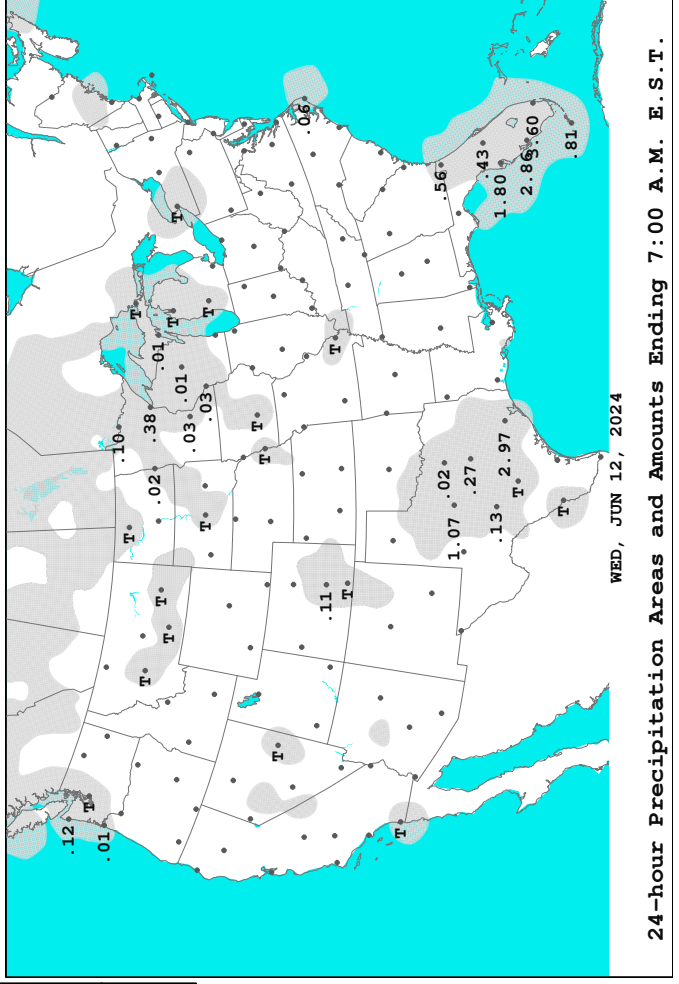 .12
T
.01
.10
T
T
T
.38
.02
.01
T
T
T
T
.01
.03
T
.03
T
T
T
T
.06
.11
T
T
T
.56
.02
1.07
.27
.43
.13
1.80
2.97
T
2.86
3.60
T
.81
WED, JUN 12, 2024
24-hour Precipitation Areas and Amounts Ending 7:00 A.M. E.S.T.